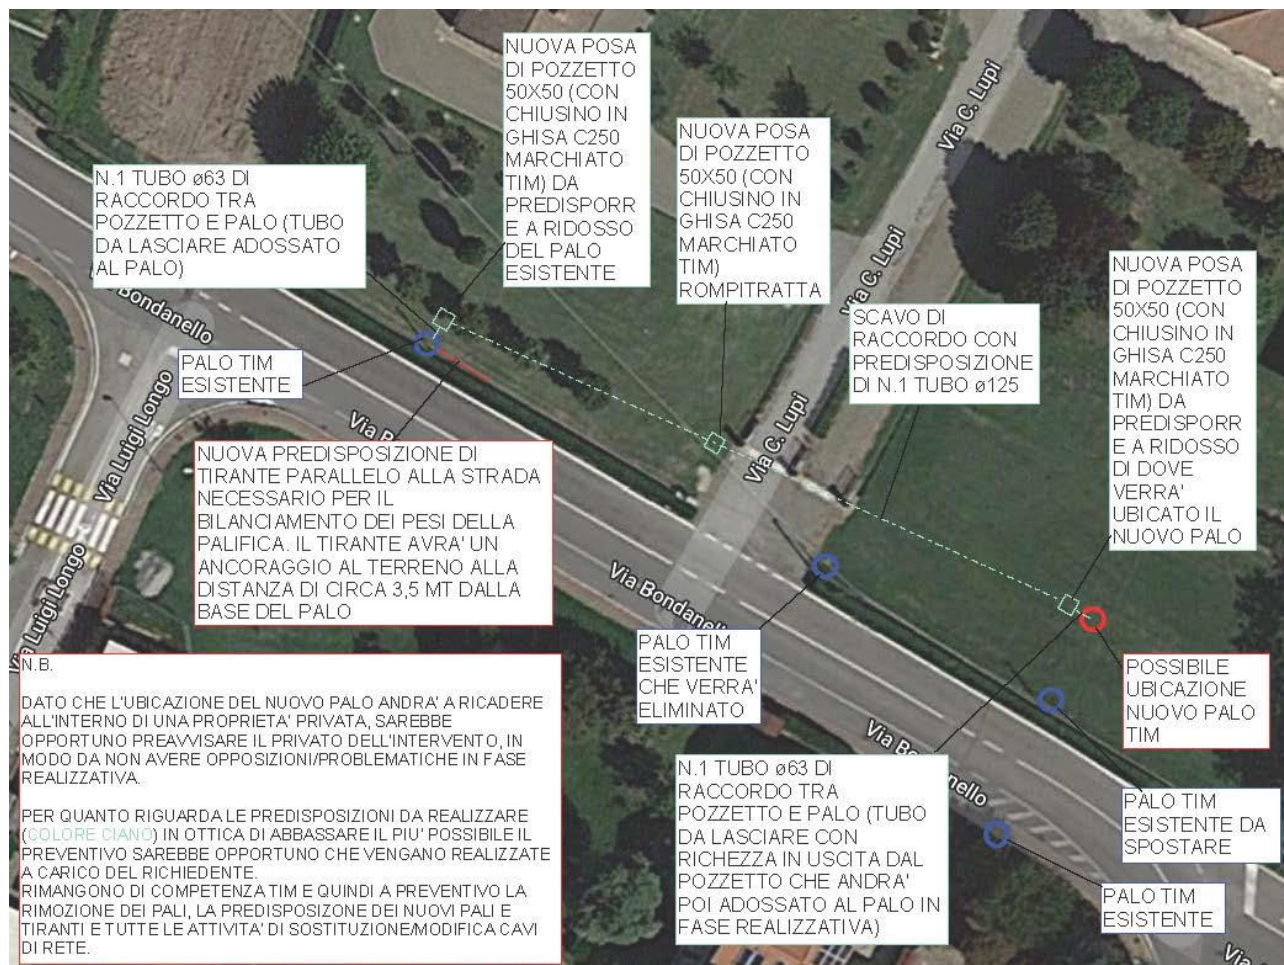 NUOVA POSA
DI POZZETTO
50X50 (CON
CHIUSINO IN
GHISA C250
MARCHIATO
TIM) DA
PREDISPORR
E A RIDOSSO
DEL PALO
ESISTENTE
NUOVA POSA
DI POZZETTO
50X50 (CON
CHIUSINO IN
GHISA C250
MARCHIATO
TIM)
ROMPITRATTA
Via C. Lupi
N.1 TUBO ø63 DI
RACCORDO TRA
POZZETTO E PALO (TUBO
DA LASCIARE ADOSSATO
AL PALO)
Via C. Lupi
NUOVA POSA
DI POZZETTO
50X50 (CON
CHIUSINO IN
GHISA C250
MARCHIATO
TIM) DA
PREDISPORR
E A RIDOSSO
DI DOVE
VERRA'
UBICATO IL
NUOVO PALO
Bondanello
SCAVO DI
RACCORDO CON
PREDISPOSIZIONE
DI N.1 TUBO ø125
PALO TIM
ESISTENTE
Via Luigi Longo
Via
Via C. Lupi
NUOVA PREDISPOSIZIONE DI
TIRANTE PARALLELO ALLA STRADA
NECESSARIO PER IL
BILANCIAMENTO DEI PESI DELLA
PALIFICA. IL TIRANTE AVRA' UN
ANCORAGGIO AL TERRENO ALLA
DISTANZA DI CIRCA 3,5 MT DALLA
BASE DEL PALO
Via Luigi Longo
Via Bondanello
PALO TIM
ESISTENTE
CHE VERRA'
ELIMINATO
POSSIBILE
UBICAZIONE
NUOVO PALO
TIM
N.B.
DATO CHE L'UBICAZIONE DEL NUOVO PALO ANDRA' A RICADERE
ALL'INTERNO DI UNA PROPRIETA' PRIVATA, SAREBBE
OPPORTUNO PREAVVISARE IL PRIVATO DELL'INTERVENTO, IN
MODO DA NON AVERE OPPOSIZIONI/PROBLEMATICHE IN FASE
REALIZZATIVA.
PER QUANTO RIGUARDA LE PREDISPOSIZIONI DA REALIZZARE
(COLORE CIANO) IN OTTICA DI ABBASSARE IL PIU' POSSIBILE IL
PREVENTIVO SAREBBE OPPORTUNO CHE VENGANO REALIZZATE
A CARICO DEL RICHIEDENTE.
RIMANGONO DI COMPETENZA TIM E QUINDI A PREVENTIVO LA
RIMOZIONE DEI PALI, LA PREDISPOSIZONE DEI NUOVI PALI E
TIRANTI E TUTTE LE ATTIVITA' DI SOSTITUZIONE/MODIFICA CAVI
DI RETE.
Via Bondanello
N.1 TUBO ø63 DI
RACCORDO TRA
POZZETTO E PALO (TUBO
DA LASCIARE CON
RICHEZZA IN USCITA DAL
POZZETTO CHE ANDRA'
POI ADOSSATO AL PALO IN
FASE REALIZZATIVA)
PALO TIM
ESISTENTE DA
SPOSTARE
PALO TIM
ESISTENTE
Via